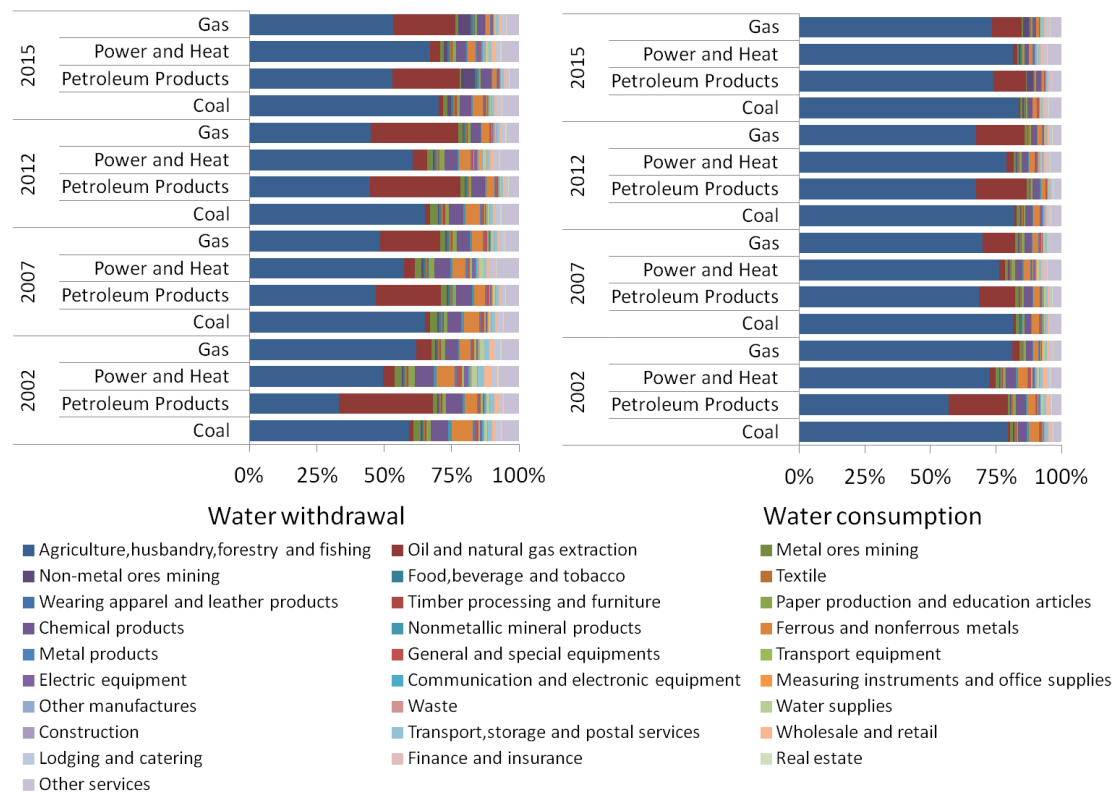 2015
Gas
Power and Heat
Petroleum Products
Coal
2012
Gas
Power and Heat
Petroleum Products
Coal
2007
Gas
Power and Heat
Petroleum Products
Coal
2002
Gas
Power and Heat
Petroleum Products
Coal
0% 25% 50% 75% 100%
Water withdrawal
2015
Gas
Power and Heat
Petroleum Products
Coal
2012
Gas
Power and Heat
Petroleum Products
Coal
2007
Gas
Power and Heat
Petroleum Products
Coal
2002
Gas
Power and Heat
Petroleum Products
Coal
0% 25% 50% 75% 100%
Water consumption
Agriculture,husbandry,forestry and fishing Oil and natural gas extraction Metal ores mining
Non-metal ores mining Food,beverage and tobacco Textile
Wearing apparel and leather products Timber processing and furniture Paper production and education articles
Chemical products Nonmetallic mineral products Ferrous and nonferrous metals
Metal products General and special equipments Transport equipment
Electric equipment Communication and electronic equipment Measuring instruments and office supplies
Other manufactures Waste Water supplies
Construction Transport,storage and postal services Wholesale and retail
Lodging and catering Finance and insurance Real estate
Other services